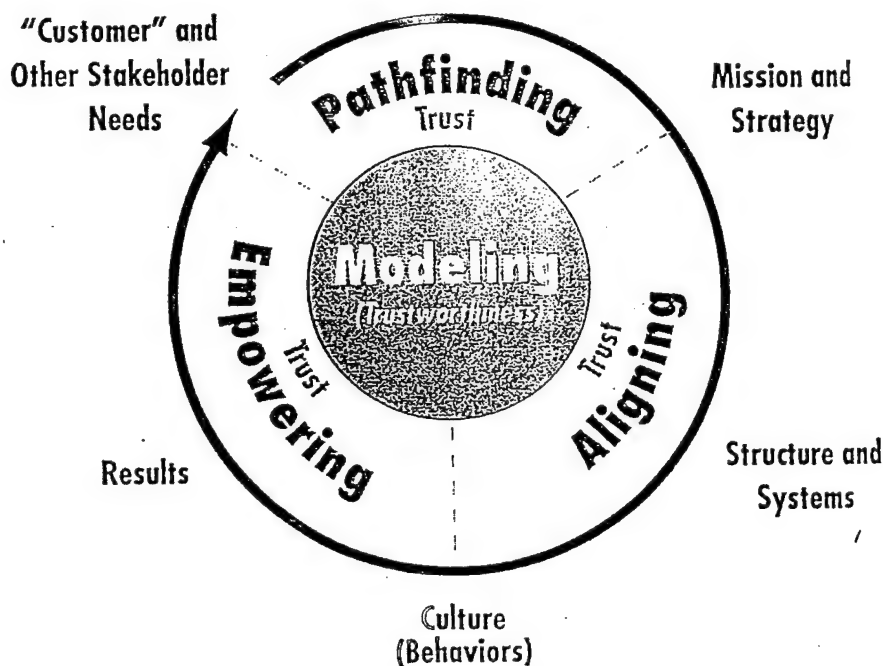 “Customer” and
Other Stakeholder
Needs
Pathfinding
Trust
Mission and
Strategy
Modeling
(Trustworthiness)
Empowering
Trust
Trust
Aligning
Results
Structure and
Systems
Culture
(Behaviors)